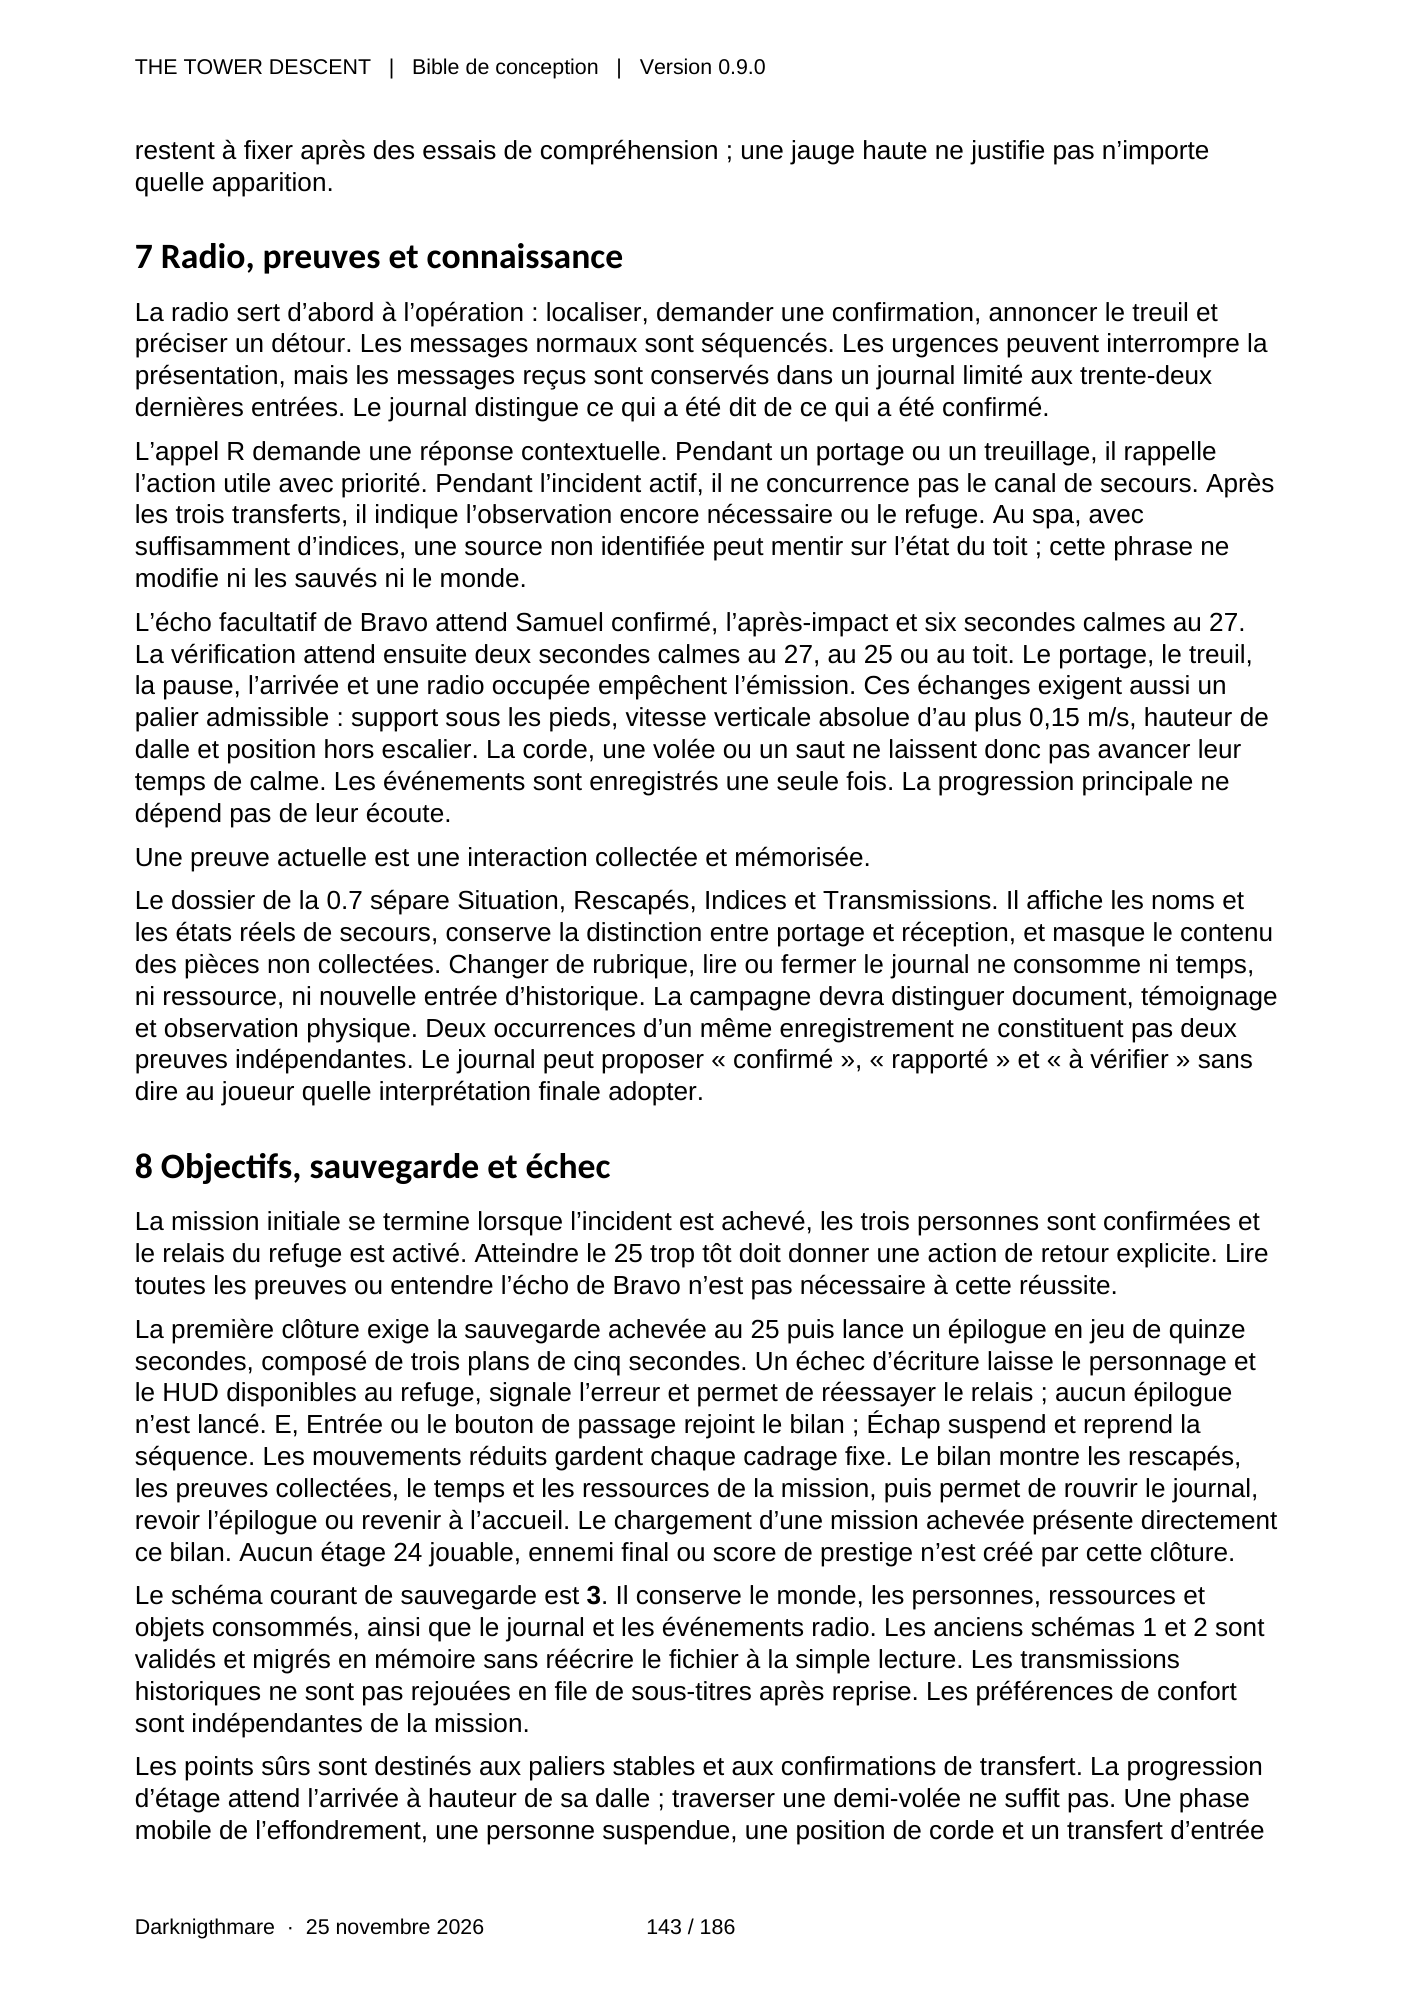 THE TOWER DESCENT | Bible de conception | Version 0.9.0
restent à fixer après des essais de compréhension ; une jauge haute ne justifie pas n’importe
quelle apparition.
7 Radio, preuves et connaissance
La radio sert d’abord à l’opération : localiser, demander une confirmation, annoncer le treuil et
préciser un détour. Les messages normaux sont séquencés. Les urgences peuvent interrompre la
présentation, mais les messages reçus sont conservés dans un journal limité aux trente-deux
dernières entrées. Le journal distingue ce qui a été dit de ce qui a été confirmé.
L’appel R demande une réponse contextuelle. Pendant un portage ou un treuillage, il rappelle
l’action utile avec priorité. Pendant l’incident actif, il ne concurrence pas le canal de secours. Après
les trois transferts, il indique l’observation encore nécessaire ou le refuge. Au spa, avec
suffisamment d’indices, une source non identifiée peut mentir sur l’état du toit ; cette phrase ne
modifie ni les sauvés ni le monde.
L’écho facultatif de Bravo attend Samuel confirmé, l’après-impact et six secondes calmes au 27.
La vérification attend ensuite deux secondes calmes au 27, au 25 ou au toit. Le portage, le treuil,
la pause, l’arrivée et une radio occupée empêchent l’émission. Ces échanges exigent aussi un
palier admissible : support sous les pieds, vitesse verticale absolue d’au plus 0,15 m/s, hauteur de
dalle et position hors escalier. La corde, une volée ou un saut ne laissent donc pas avancer leur
temps de calme. Les événements sont enregistrés une seule fois. La progression principale ne
dépend pas de leur écoute.
Une preuve actuelle est une interaction collectée et mémorisée.
Le dossier de la 0.7 sépare Situation, Rescapés, Indices et Transmissions. Il affiche les noms et
les états réels de secours, conserve la distinction entre portage et réception, et masque le contenu
des pièces non collectées. Changer de rubrique, lire ou fermer le journal ne consomme ni temps,
ni ressource, ni nouvelle entrée d’historique. La campagne devra distinguer document, témoignage
et observation physique. Deux occurrences d’un même enregistrement ne constituent pas deux
preuves indépendantes. Le journal peut proposer « confirmé », « rapporté » et « à vérifier » sans
dire au joueur quelle interprétation finale adopter.
8 Objectifs, sauvegarde et échec
La mission initiale se termine lorsque l’incident est achevé, les trois personnes sont confirmées et
le relais du refuge est activé. Atteindre le 25 trop tôt doit donner une action de retour explicite. Lire
toutes les preuves ou entendre l’écho de Bravo n’est pas nécessaire à cette réussite.
La première clôture exige la sauvegarde achevée au 25 puis lance un épilogue en jeu de quinze
secondes, composé de trois plans de cinq secondes. Un échec d’écriture laisse le personnage et
le HUD disponibles au refuge, signale l’erreur et permet de réessayer le relais ; aucun épilogue
n’est lancé. E, Entrée ou le bouton de passage rejoint le bilan ; Échap suspend et reprend la
séquence. Les mouvements réduits gardent chaque cadrage fixe. Le bilan montre les rescapés,
les preuves collectées, le temps et les ressources de la mission, puis permet de rouvrir le journal,
revoir l’épilogue ou revenir à l’accueil. Le chargement d’une mission achevée présente directement
ce bilan. Aucun étage 24 jouable, ennemi final ou score de prestige n’est créé par cette clôture.
Le schéma courant de sauvegarde est 3. Il conserve le monde, les personnes, ressources et
objets consommés, ainsi que le journal et les événements radio. Les anciens schémas 1 et 2 sont
validés et migrés en mémoire sans réécrire le fichier à la simple lecture. Les transmissions
historiques ne sont pas rejouées en file de sous-titres après reprise. Les préférences de confort
sont indépendantes de la mission.
Les points sûrs sont destinés aux paliers stables et aux confirmations de transfert. La progression
d’étage attend l’arrivée à hauteur de sa dalle ; traverser une demi-volée ne suffit pas. Une phase
mobile de l’effondrement, une personne suspendue, une position de corde et un transfert d’entrée
Darknigthmare · 25 novembre 2026 143 / 186